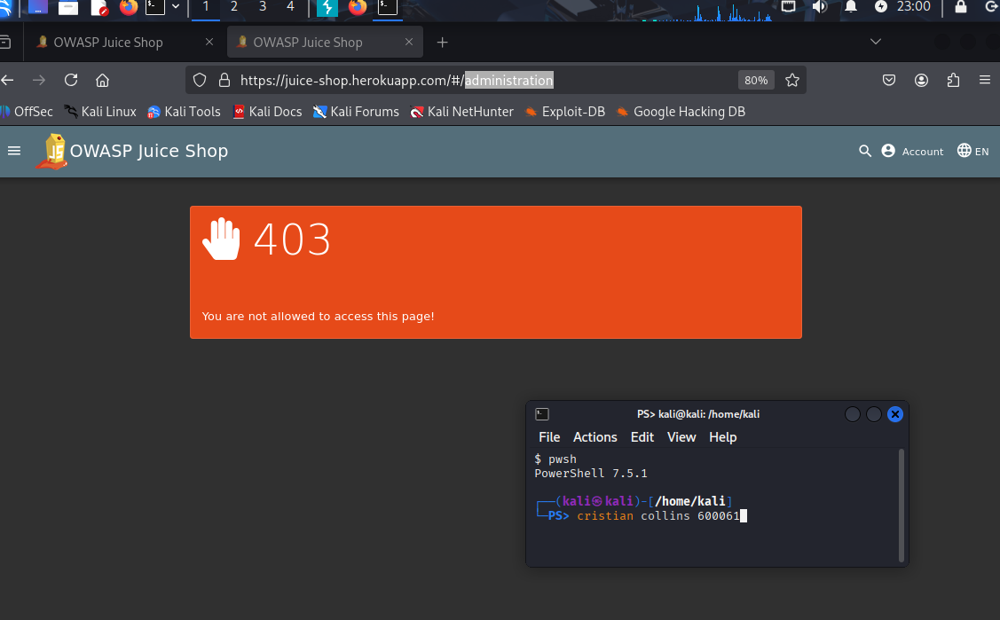 1 2 3 4 23:00
OWASP Juice Shop OWASP Juice Shop
https://juice-shop.herokuapp.com/#/administration 80%
OffSec Kali Linux Kali Tools Kali Docs Kali Forums Kali NetHunter Exploit-DB Google Hacking DB
OWASP Juice Shop Account EN
403
You are not allowed to access this page!
PS> kali@kali: /home/kali
File Actions Edit View Help
$ pwsh
PowerShell 7.5.1
┌──(kali㉿kali)-[/home/kali]
└─PS> cristian collins 600061